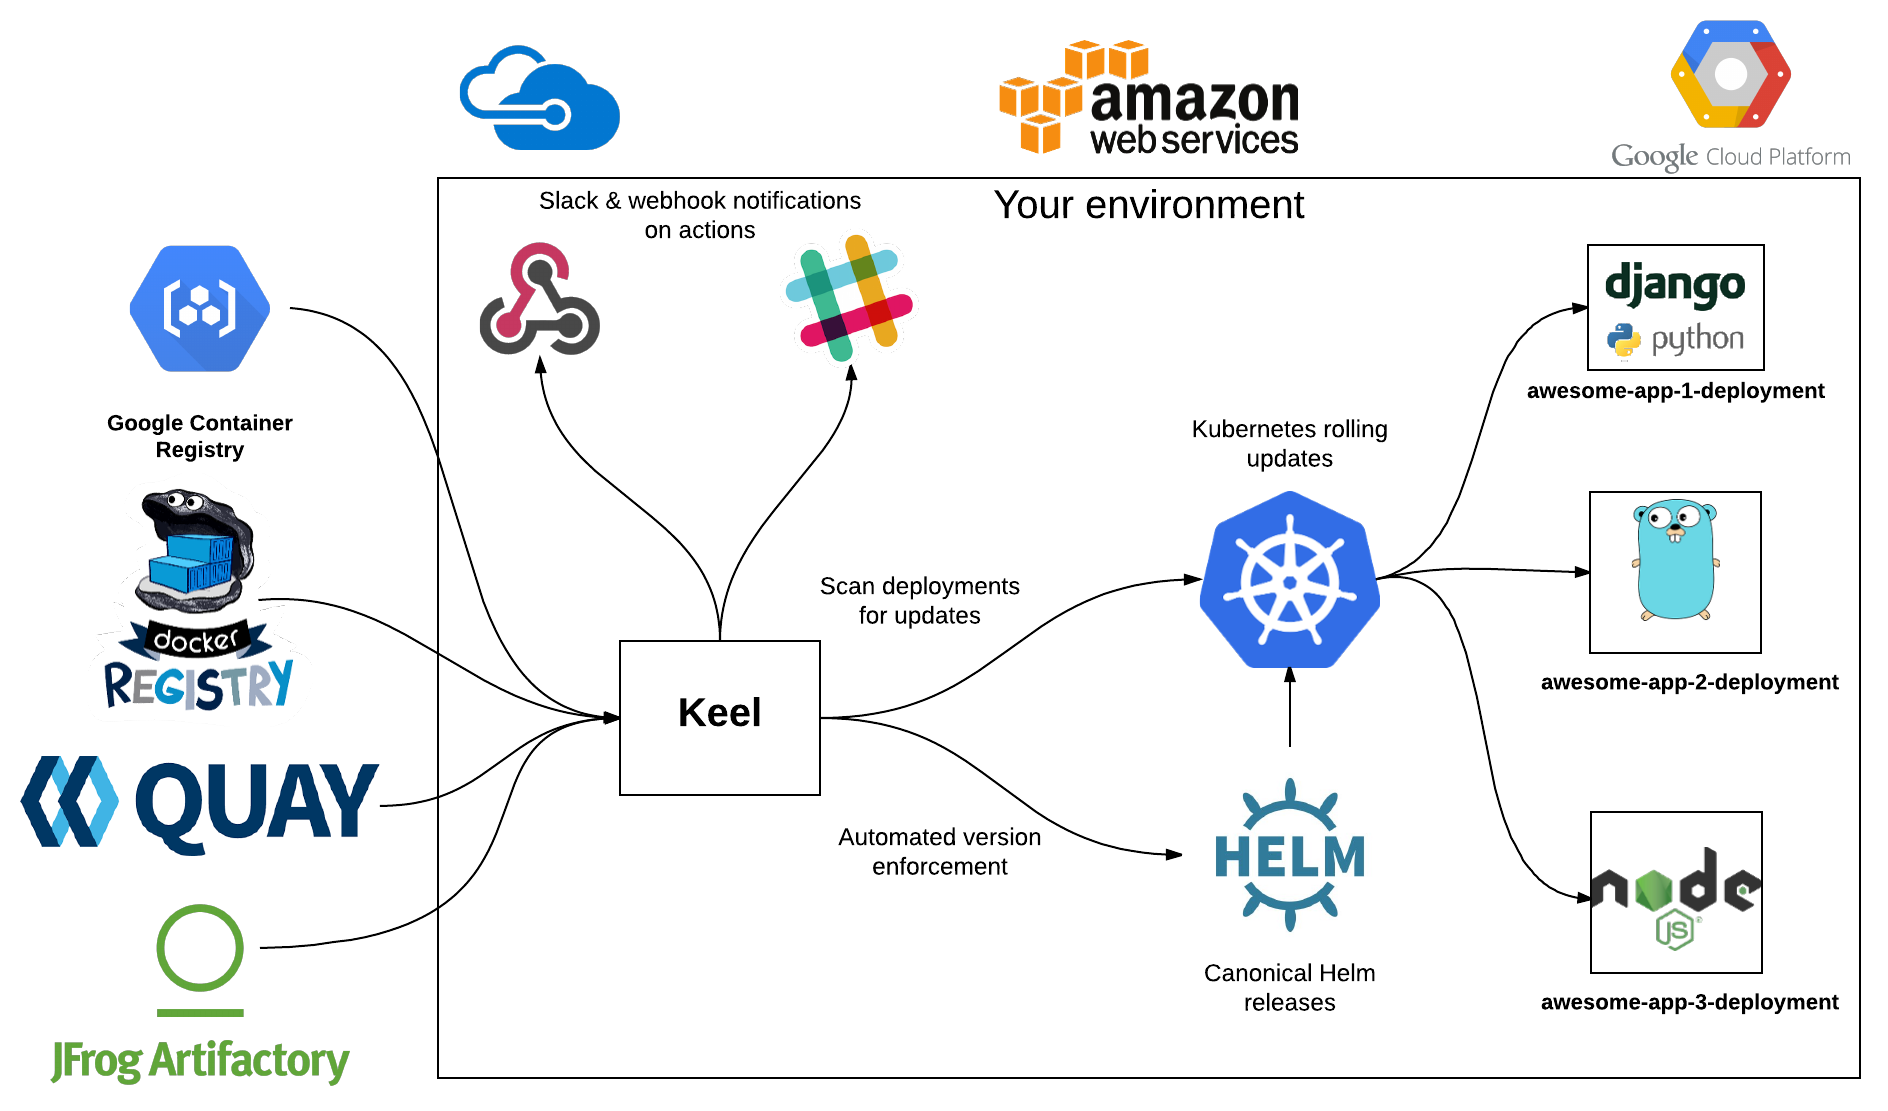 amazon
web services
Google Cloud Platform
Your environment
Slack & webhook notifications
on actions
django
python
awesome-app-1-deployment
Google Container
Registry
Kubernetes rolling
updates
docker
REGISTRY
Scan deployments
for updates
awesome-app-2-deployment
Keel
QUAY
Automated version
enforcement
HELM
node
JS
Canonical Helm
releases
awesome-app-3-deployment
JFrog Artifactory